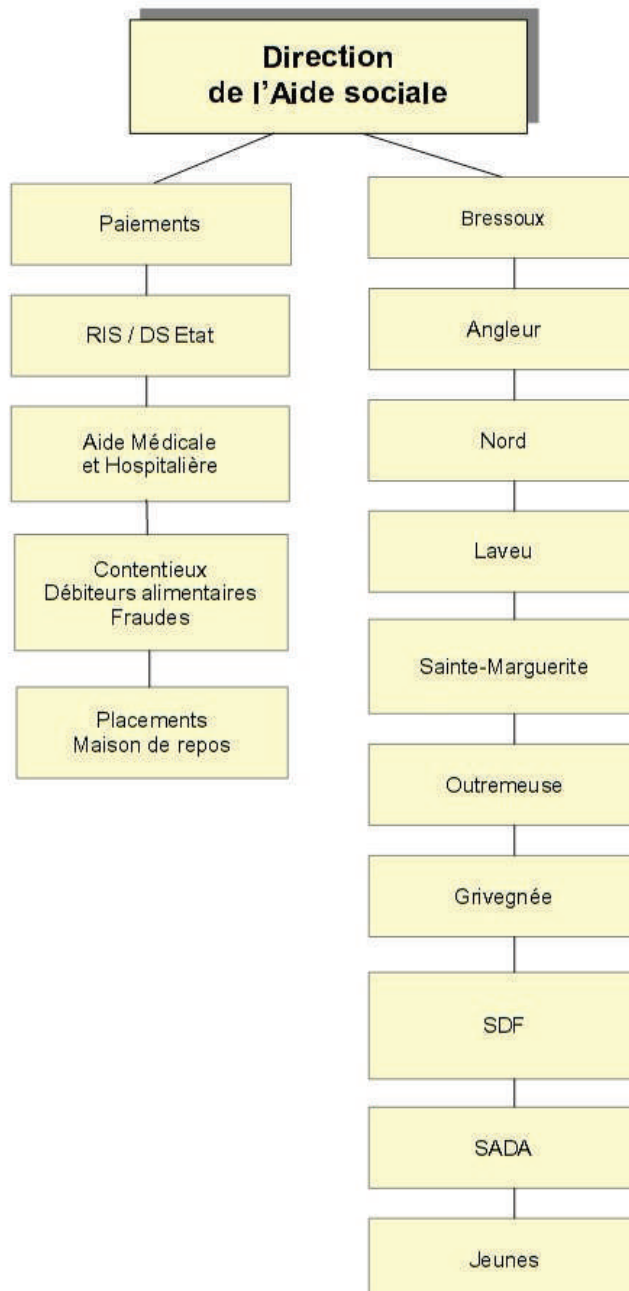 Direction
de l'Aide sociale
Paiements
RIS / DS Etat
Aide Médicale
et Hospitalière
Contentieux
Débiteurs alimentaires
Fraudes
Placements
Maison de repos
Bressoux
Angleur
Nord
Laveu
Sainte-Marguerite
Outremeuse
Grivegnée
SDF
SADA
Jeunes